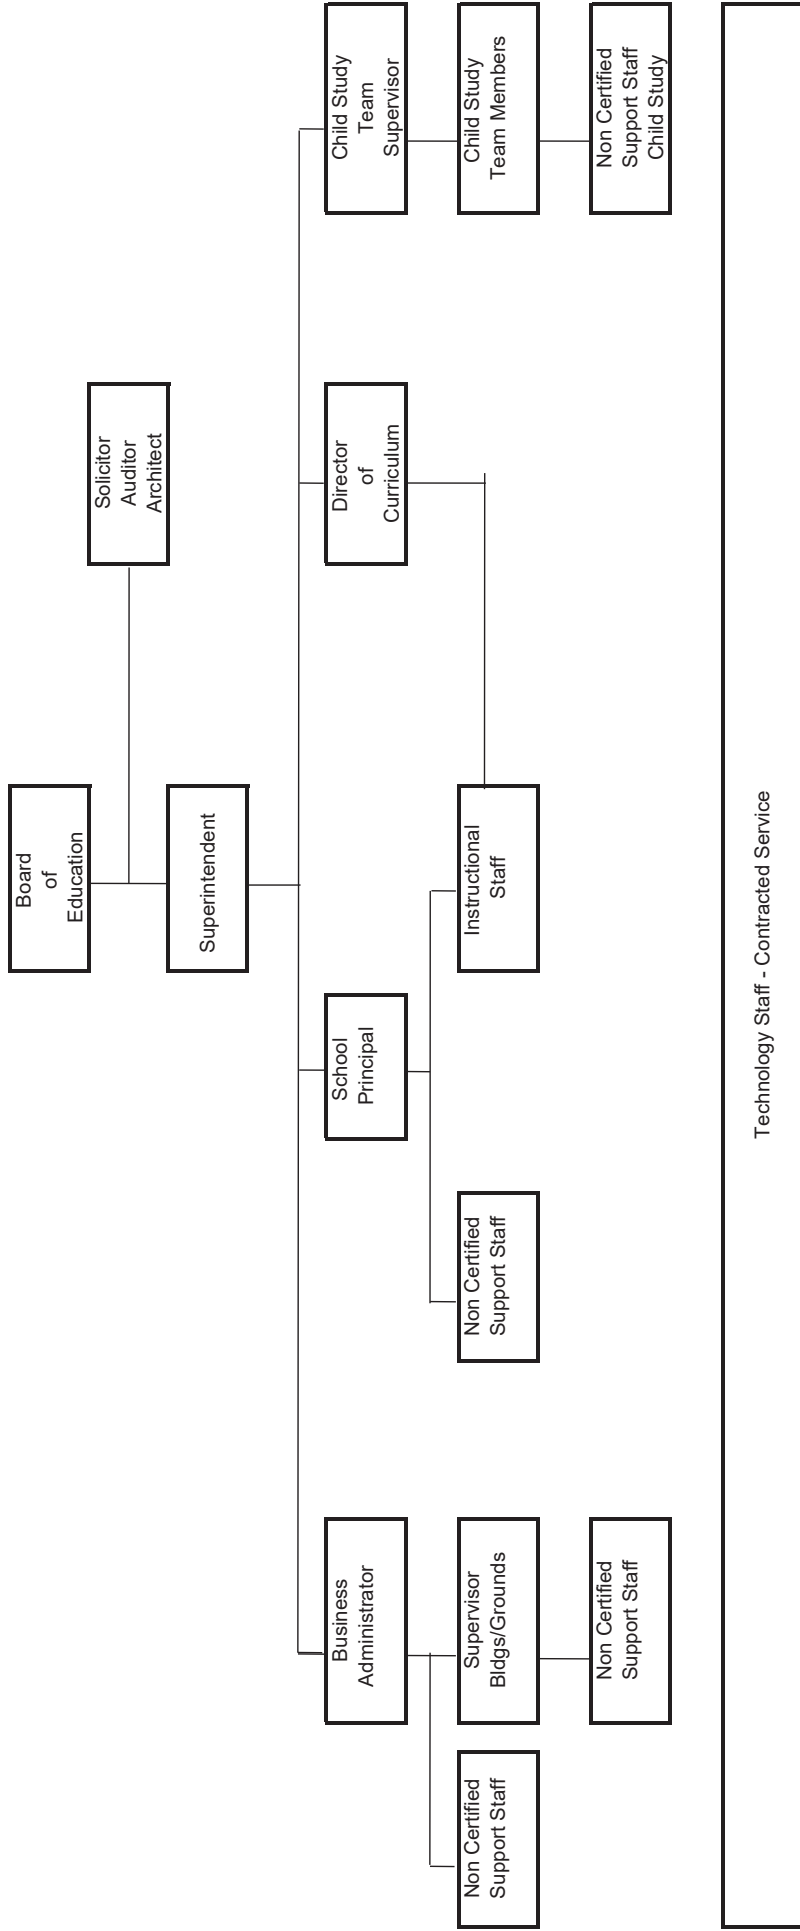 Board
of
Education
Solicitor
Auditor
Architect
Superintendent
Business
Administrator
School
Principal
Director
of
Curriculum
Child Study
Team
Supervisor
Non Certified
Support Staff
Supervisor
Bldgs/Grounds
Non Certified
Support Staff
Instructional
Staff
Child Study
Team Members
Non Certified
Support Staff
Non Certified
Support Staff
Child Study
Technology Staff - Contracted Service